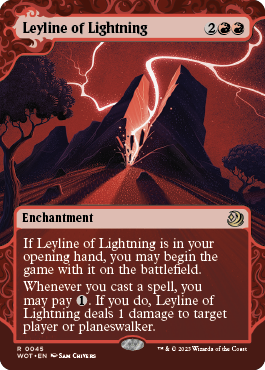 Leyline of Lightning 2
Enchantment
If Leyline of Lightning is in your
opening hand, you may begin the
game with it on the battlefield.
Whenever you cast a spell, you
may pay 1. If you do, Leyline of
Lightning deals 1 damage to target
player or planeswalker.
R 0045
WOT • EN Sam Chivers
™ & © 2023 Wizards of the Coast